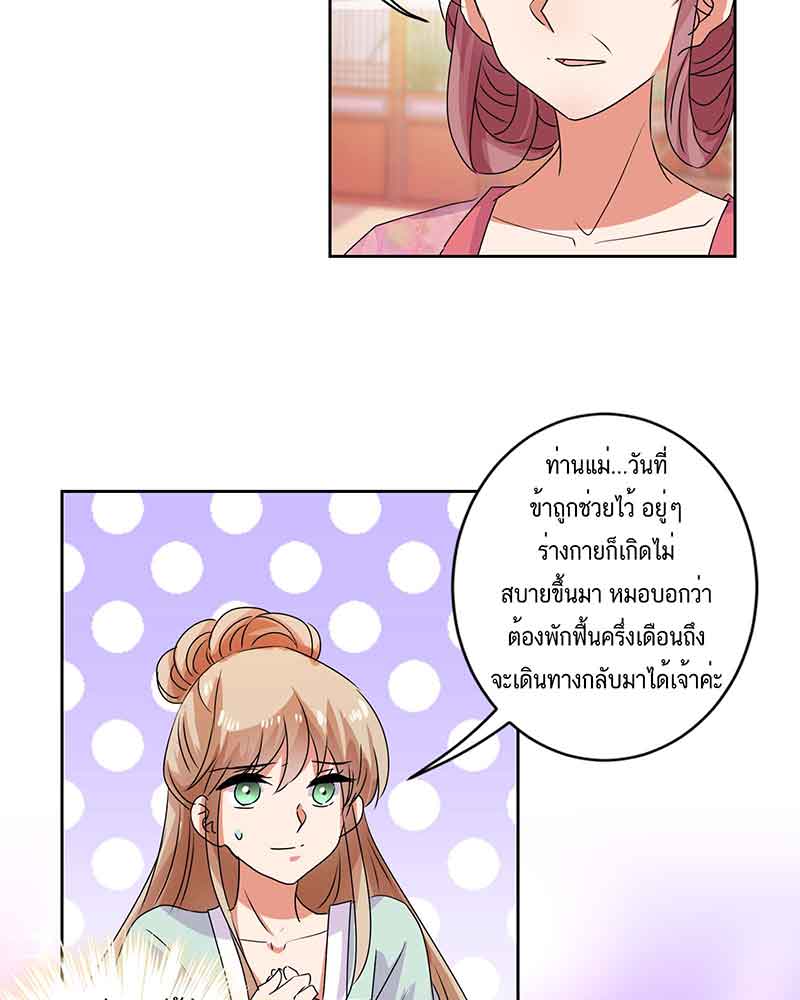 ท่านแม่...วันที่
ข้าถูกช่วยไว้ อยู่ๆ
ร่างกายก็เกิดไม่
สบายขึ้นมา หมอบอกว่า
ต้องพักฟื้นครึ่งเดือนถึง
จะเดินทางกลับมาได้เจ้าค่ะ